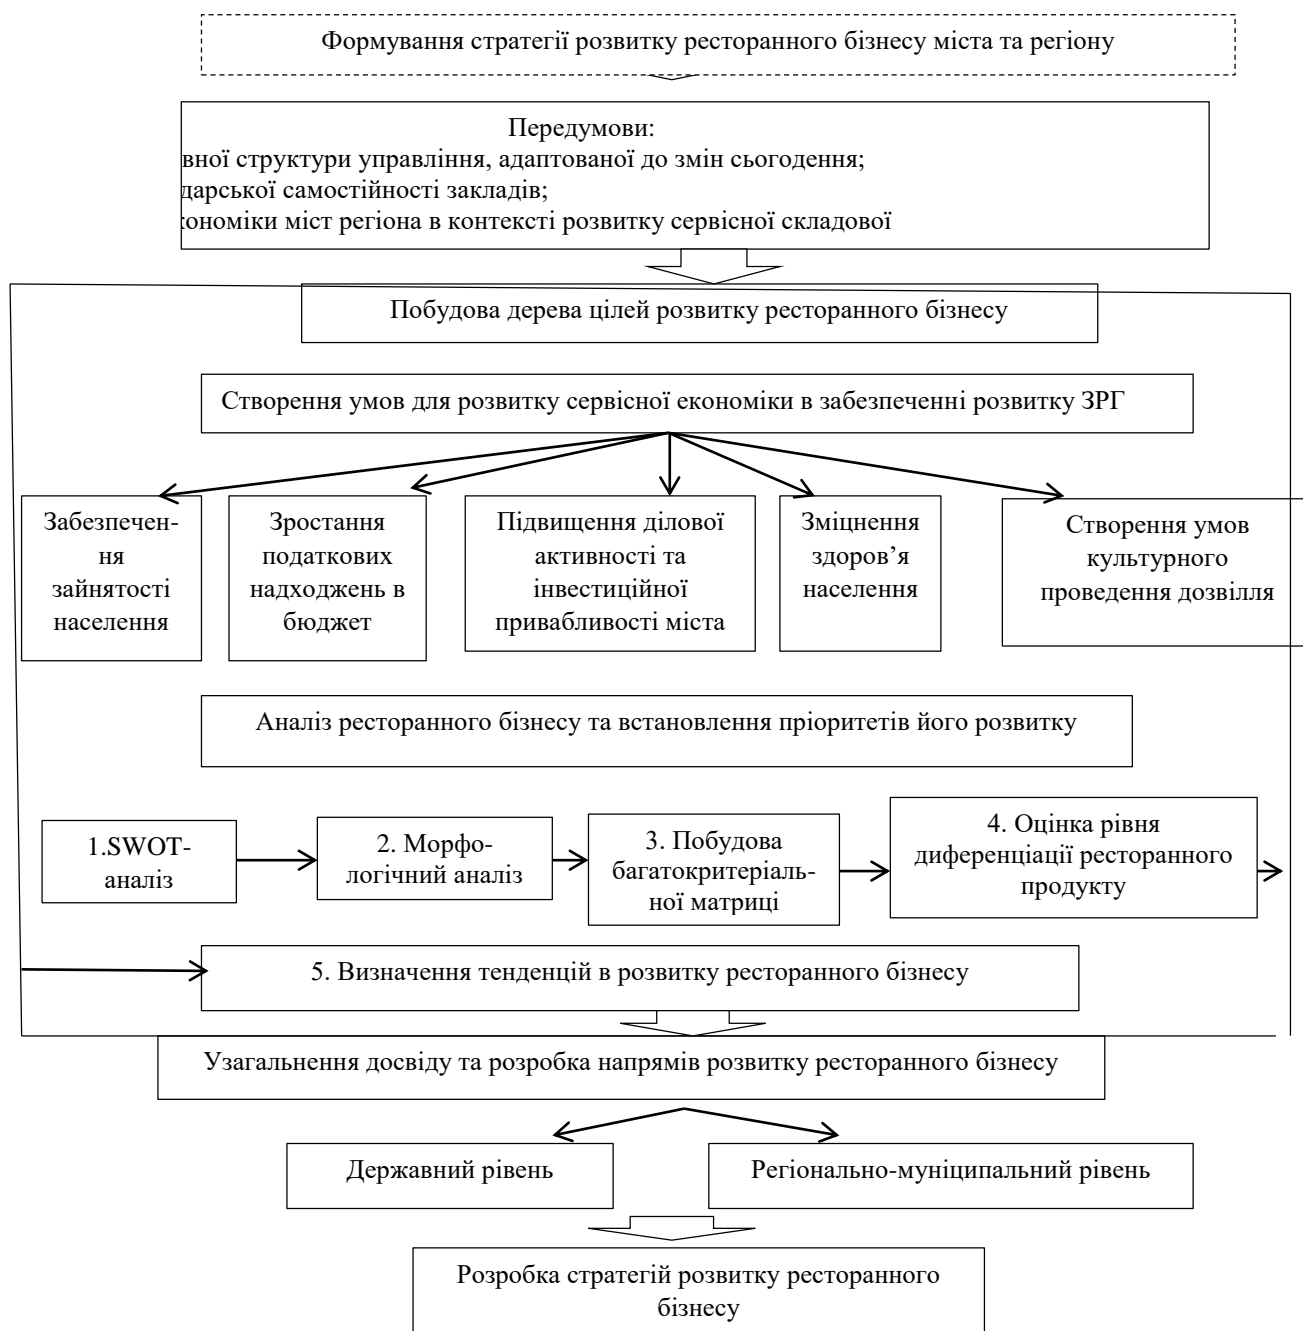 Формування стратегії розвитку ресторанного бізнесу міста та регіону
Передумови:
структури управління, адаптованої до змін сьогодення;
самостійності закладів;
міст регіона в контексті розвитку сервісної складової
Побудова дерева цілей розвитку ресторанного бізнесу
Створення умов для розвитку сервісної економіки в забезпеченні розвитку ЗРГ
Забезпечен-
ня
зайнятості
населення
Зростання
податкових
надходжень в
бюджет
Підвищення ділової
активності та
інвестиційної
привабливості міста
Зміцнення
здоров’я
населення
Створення умов
культурного
проведення дозвілля
Аналіз ресторанного бізнесу та встановлення пріоритетів його розвитку
1.SWOT-
аналіз
2. Морфо-
логічний аналіз
3. Побудова
багатокритеріаль-
ної матриці
4. Оцінка рівня
диференціації ресторанного
продукту
5. Визначення тенденцій в розвитку ресторанного бізнесу
Узагальнення досвіду та розробка напрямів розвитку ресторанного бізнесу
Державний рівень
Регіонально-муніципальний рівень
Розробка стратегій розвитку ресторанного
бізнесу